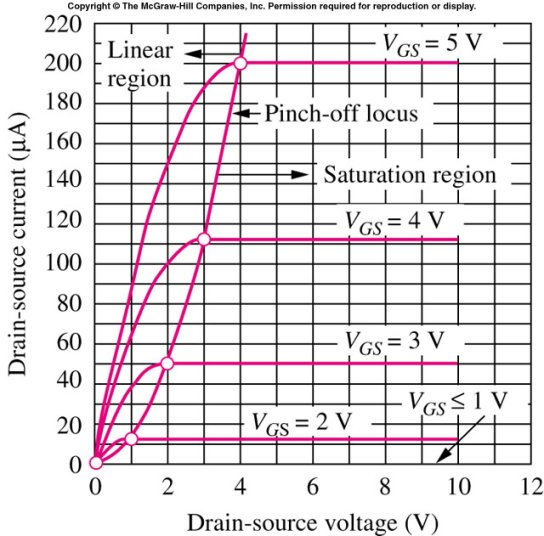 Copyright © The McGraw-Hill Companies, Inc. Permission required for reproduction or display.
220
200
180
160
140
120
100
80
60
40
20
0
Drain-source current (µA)
Linear
region
V_GS = 5 V
Pinch-off locus
Saturation region
V_GS = 4 V
V_GS = 3 V
V_GS ≤ 1 V
V_GS = 2 V
0 2 4 6 8 10 12
Drain-source voltage (V)